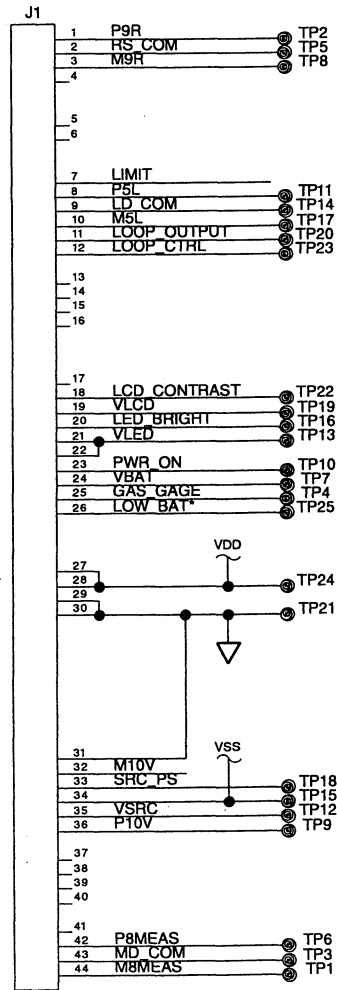 J1
1 P9R TP2
2 RS_COM TP5
3 M9R TP8
4
5
6
7 LIMIT
8 P5L TP11
9 LD_COM TP14
10 M5L TP17
11 LOOP_OUTPUT TP20
12 LOOP_CTRL TP23
13
14
15
16
17
18 LCD_CONTRAST TP22
19 VLCD TP19
20 LED_BRIGHT TP16
21 VLED TP13
22
23 PWR_ON TP10
24 VBAT TP7
25 GAS_GAGE TP4
26 LOW_BAT* TP25
VDD
27
28 TP24
29
30 TP21
VSS
31
32 M10V
33 SRC_PS TP18
34 TP15
35 VSRC TP12
36 P10V TP9
37
38
39
40
41
42 P8MEAS TP6
43 MD_COM TP3
44 M8MEAS TP1